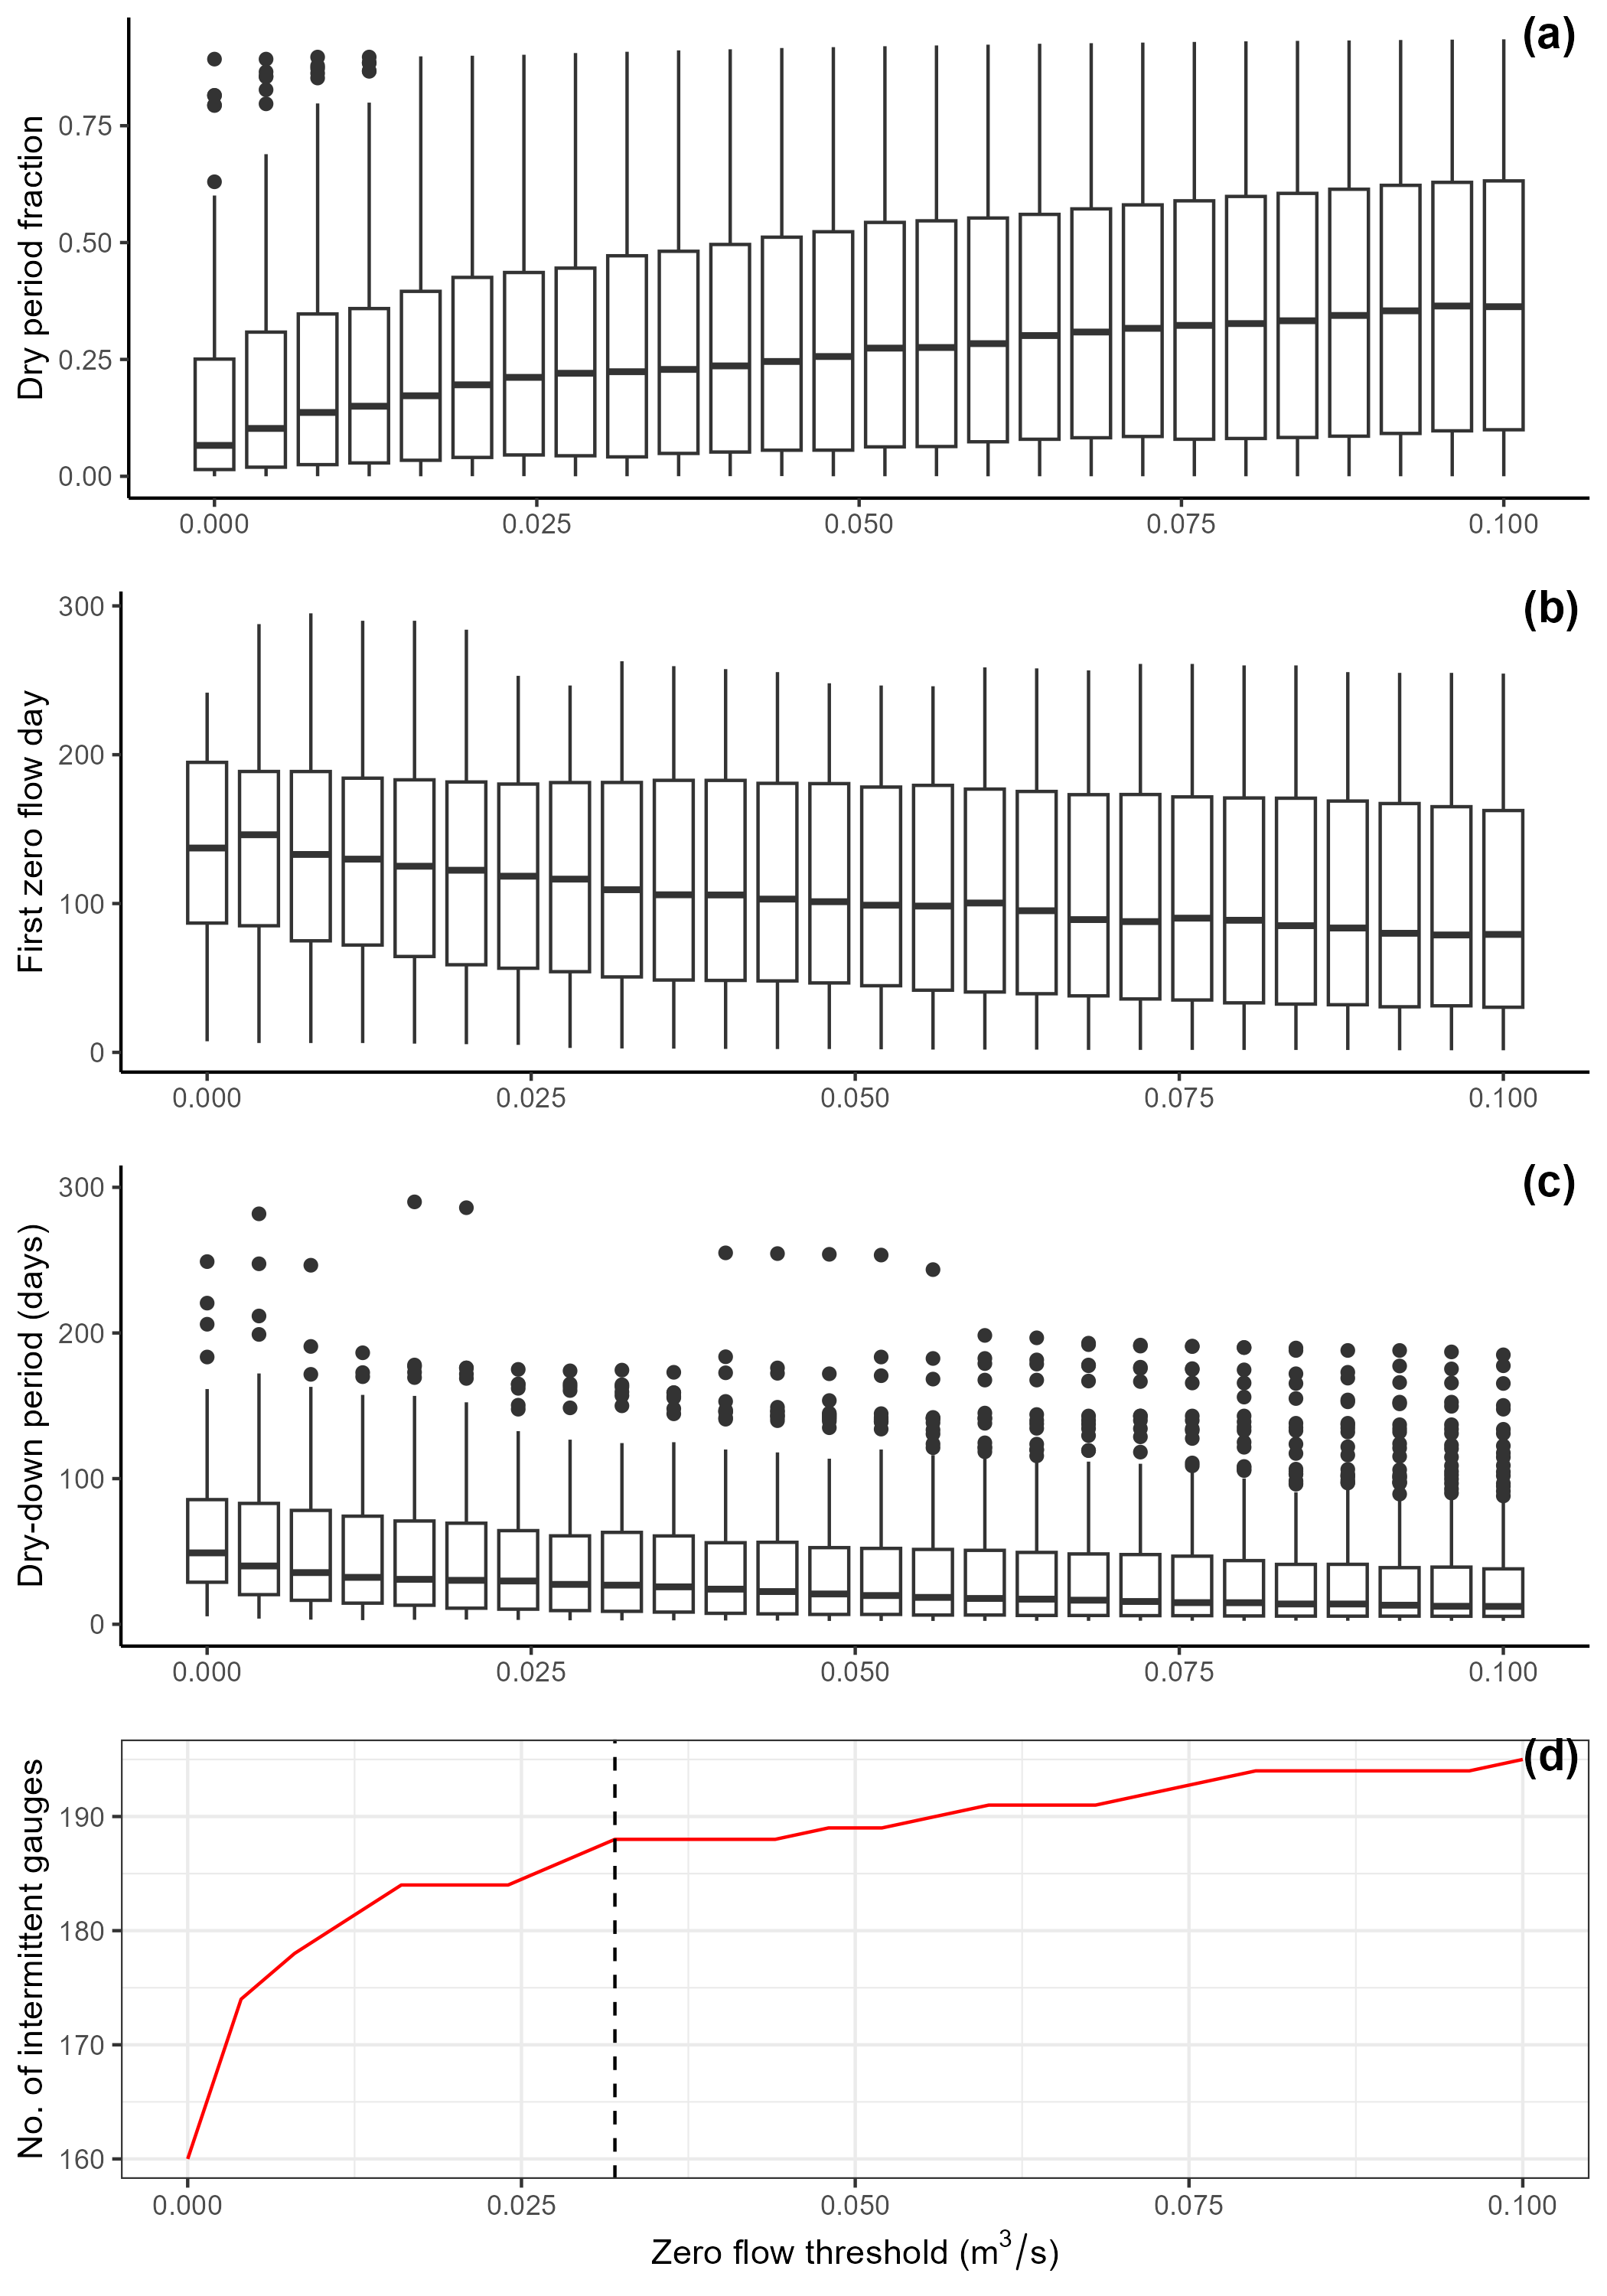 (a)
Dry period fraction
0.75
0.50
0.25
0.00
0.000 0.025 0.050 0.075 0.100
(b)
First zero flow day
300
200
100
0
0.000 0.025 0.050 0.075 0.100
(c)
Dry-down period (days)
300
200
100
0
0.000 0.025 0.050 0.075 0.100
(d)
No. of intermittent gauges
190
180
170
160
0.000 0.025 0.050 0.075 0.100
Zero flow threshold (m³/s)